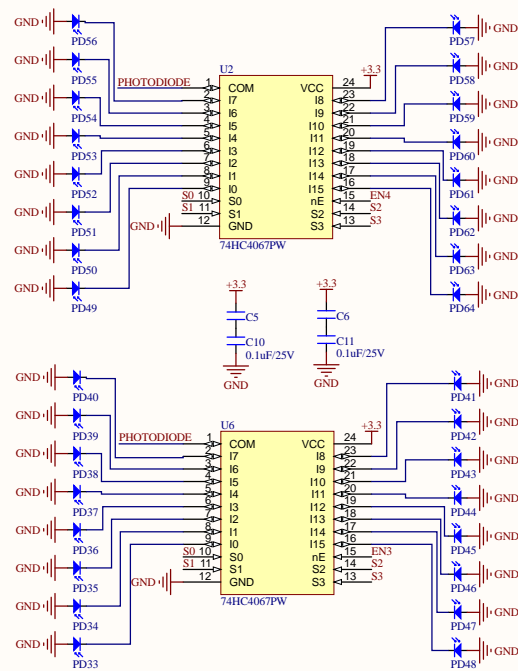 GND PD56 PD57 GND
GND PD55 PD58 GND
GND PD54 PD59 GND
GND PD53 PD60 GND
GND PD52 PD61 GND
GND PD51 PD62 GND
GND PD50 PD63 GND
GND PD49 PD64 GND
U2
+3.3
PHOTODIODE 1 COM VCC 24
2 I7 I8 23
3 I6 I9 22
4 I5 I10 21
5 I4 I11 20
6 I3 I12 19
7 I2 I13 18
8 I1 I14 17
9 I0 I15 16
S0 10 S0 nE 15 EN4
S1 11 S1 S2 14 S2
GND 12 GND S3 13 S3
74HC4067PW
+3.3 +3.3
C5 C6
C10 C11
0.1uF/25V 0.1uF/25V
GND GND
GND PD40 PD41 GND
GND PD39 PD42 GND
GND PD38 PD43 GND
GND PD37 PD44 GND
GND PD36 PD45 GND
GND PD35 PD46 GND
GND PD34 PD47 GND
GND PD33 PD48 GND
U6
+3.3
PHOTODIODE 1 COM VCC 24
2 I7 I8 23
3 I6 I9 22
4 I5 I10 21
5 I4 I11 20
6 I3 I12 19
7 I2 I13 18
8 I1 I14 17
9 I0 I15 16
S0 10 S0 nE 15 EN3
S1 11 S1 S2 14 S2
GND 12 GND S3 13 S3
74HC4067PW